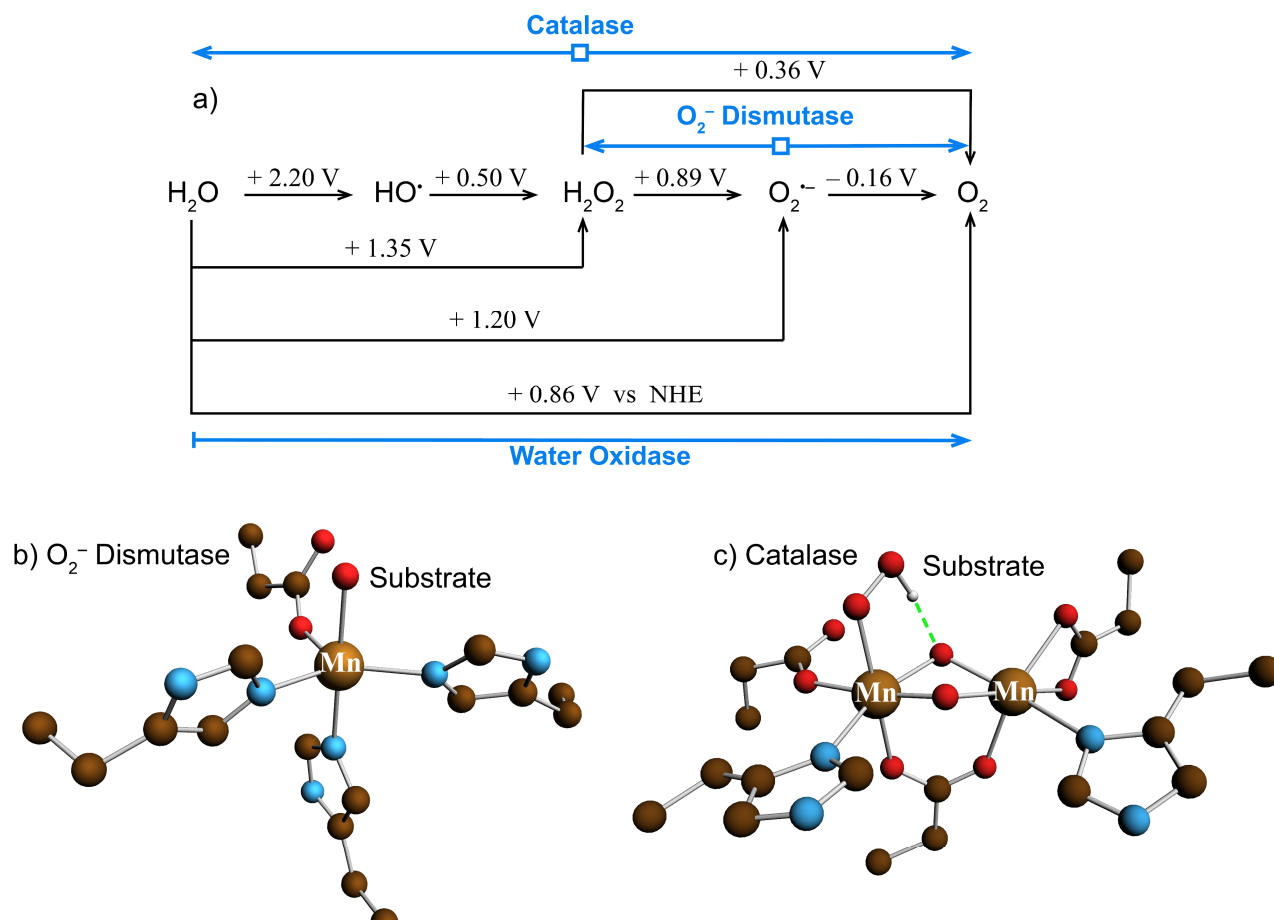 Catalase
+ 0.36 V
a)
O₂⁻ Dismutase
H₂O + 2.20 V HO• + 0.50 V H₂O₂ + 0.89 V O₂•⁻ – 0.16 V O₂
+ 1.35 V
+ 1.20 V
+ 0.86 V vs NHE
Water Oxidase
b) O₂⁻ Dismutase
Substrate
Mn
c) Catalase
Substrate
Mn Mn